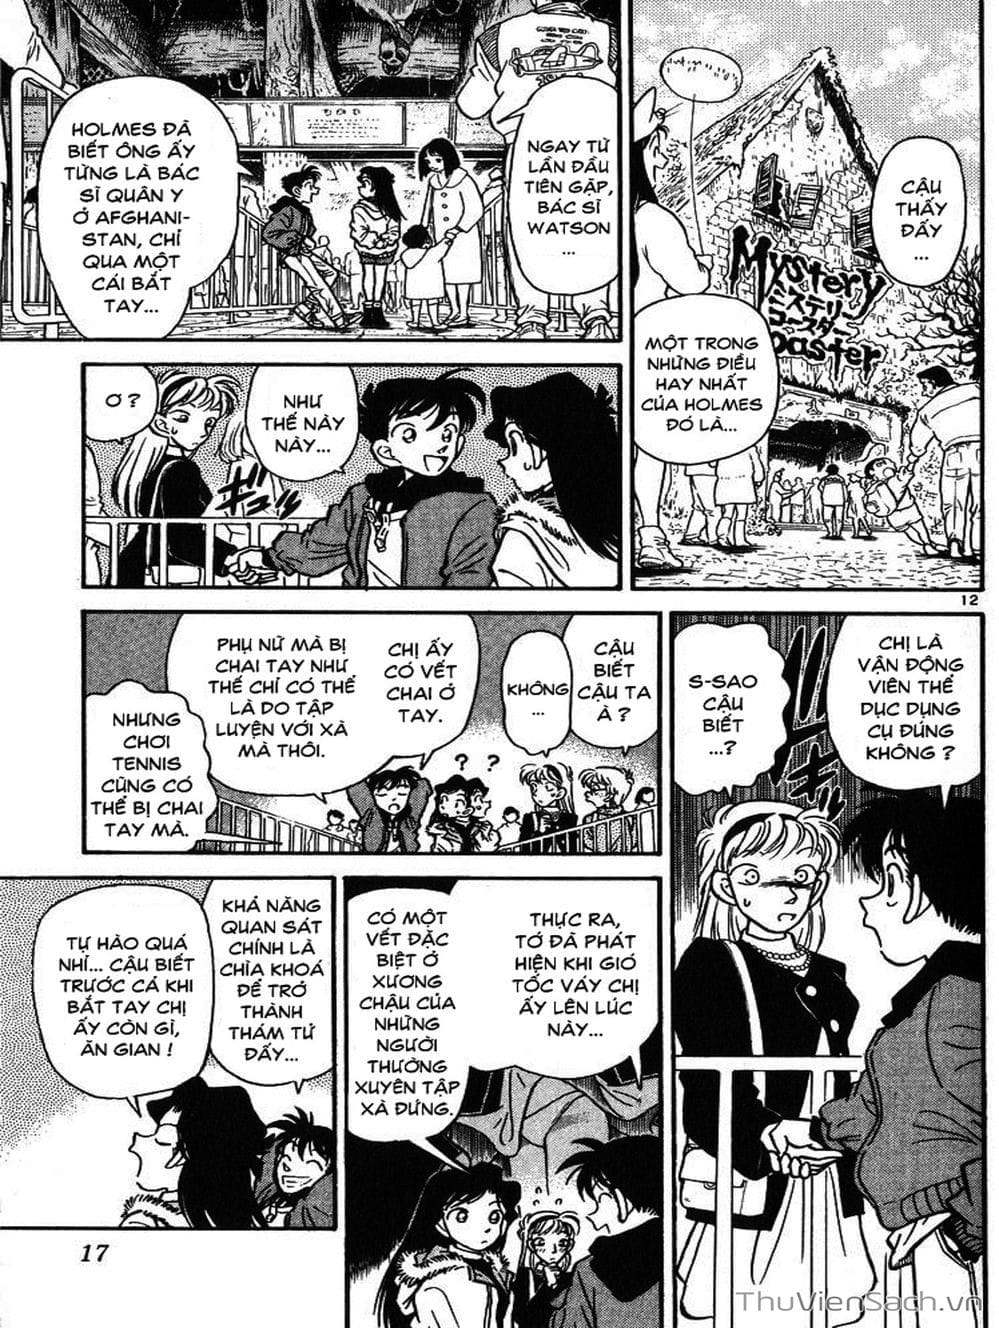 CẬU
THẤY
ĐẤY
...
Mystery
ミステリー
コースター
Coaster
MỘT TRONG
NHỮNG ĐIỀU
HAY NHẤT
CỦA HOLMES
ĐÓ LÀ...
NGAY TỪ
LẦN ĐẦU
TIÊN GẶP,
BÁC SĨ
WATSON
...
HOLMES ĐÃ
BIẾT ÔNG ẤY
TỪNG LÀ BÁC
SĨ QUÂN Y
Ở AFGHANI-
STAN, CHỈ
QUA MỘT
CÁI BẮT
TAY...
NHƯ
THẾ NÀY
NÀY...
Ơ ?
ギュッ
12
CHỊ LÀ
VẬN ĐỘNG
VIÊN THỂ
DỤC DỤNG
CỤ ĐÚNG
KHÔNG ?
S-SAO
CẬU
BIẾT
...?
CẬU
BIẾT
CẬU TA
À ?
KHÔNG
...
CHỊ ẤY
CÓ VẾT
CHAI Ở
TAY.
PHỤ NỮ MÀ BỊ
CHAI TAY NHƯ
THẾ CHỈ CÓ THỂ
LÀ DO TẬP
LUYỆN VỚI XÀ
MÀ THÔI.
NHƯNG
CHƠI
TENNIS
CŨNG CÓ
THỂ BỊ CHAI
TAY MÀ.
? ?
THỰC RA,
TỚ ĐÃ PHÁT
HIỆN KHI GIÓ
TỐC VÁY CHỊ
ẤY LÊN LÚC
NÀY...
CÓ MỘT
VẾT ĐẶC
BIỆT Ở
XƯƠNG
CHẬU CỦA
NHỮNG
NGƯỜI
THƯỜNG
XUYÊN TẬP
XÀ ĐỨNG.
KHẢ NĂNG
QUAN SÁT
CHÍNH LÀ
CHÌA KHOÁ
ĐỂ TRỞ
THÀNH
THÁM TỬ
ĐẤY...
TỰ HÀO QUÁ
NHỈ... CẬU BIẾT
TRƯỚC CẢ KHI
BẮT TAY CHỊ
ẤY CÒN GÌ,
ĂN GIAN !
17
ThuVienSach.vn